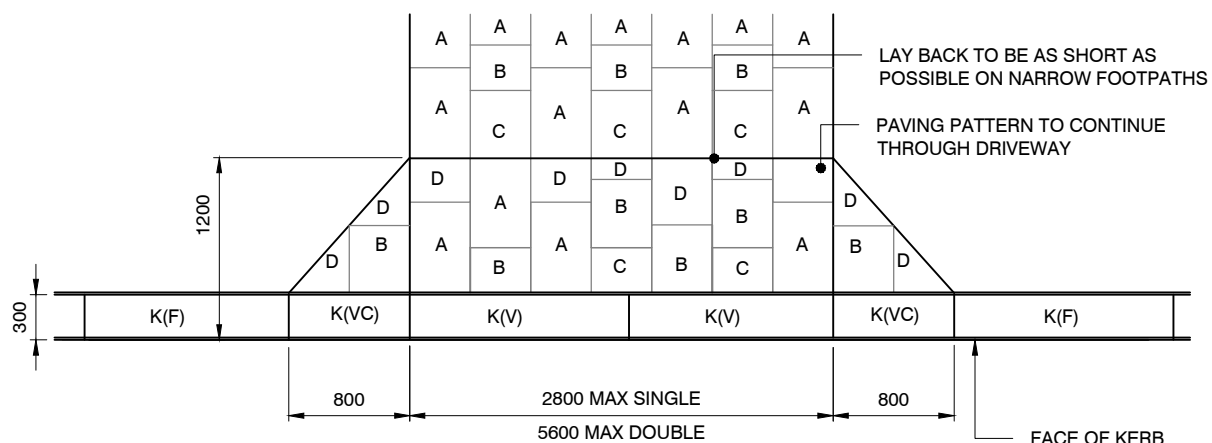 A A A A A A A
B B B
A C A C A C A
LAY BACK TO BE AS SHORT AS
POSSIBLE ON NARROW FOOTPATHS
PAVING PATTERN TO CONTINUE
THROUGH DRIVEWAY
1200
D D D D
D A D D
D B B B B D
A A A
D B C B C B D
300
K(F) K(VC) K(V) K(V) K(VC) K(F)
800 2800 MAX SINGLE 800
5600 MAX DOUBLE
FACE OF KERB